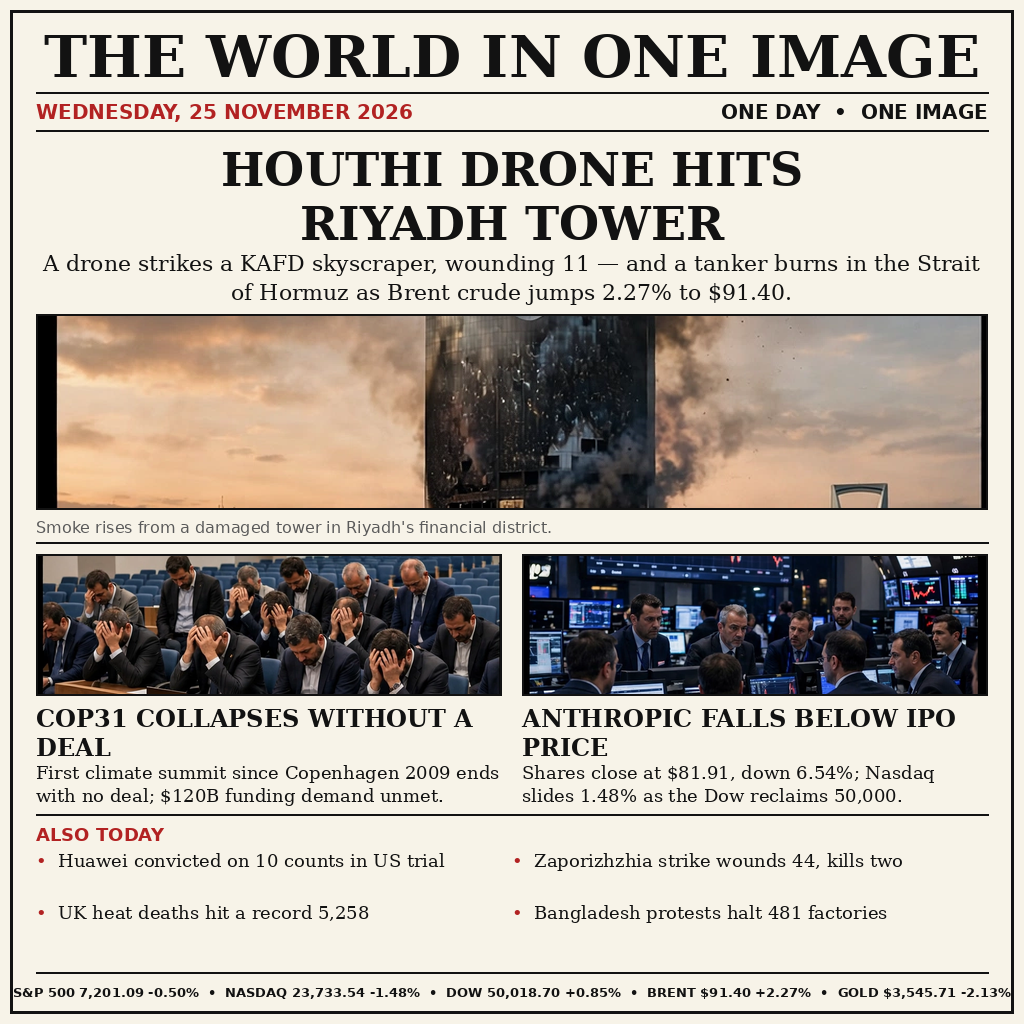 THE WORLD IN ONE IMAGE
WEDNESDAY, 25 NOVEMBER 2026
ONE DAY • ONE IMAGE
HOUTHI DRONE HITS
RIYADH TOWER
A drone strikes a KAFD skyscraper, wounding 11 — and a tanker burns in the Strait
of Hormuz as Brent crude jumps 2.27% to $91.40.
Smoke rises from a damaged tower in Riyadh's financial district.
COP31 COLLAPSES WITHOUT A
DEAL
First climate summit since Copenhagen 2009 ends
with no deal; $120B funding demand unmet.
ANTHROPIC FALLS BELOW IPO
PRICE
Shares close at $81.91, down 6.54%; Nasdaq
slides 1.48% as the Dow reclaims 50,000.
ALSO TODAY
• Huawei convicted on 10 counts in US trial
• Zaporizhzhia strike wounds 44, kills two
• UK heat deaths hit a record 5,258
• Bangladesh protests halt 481 factories
S&P 500 7,201.09 -0.50% • NASDAQ 23,733.54 -1.48% • DOW 50,018.70 +0.85% • BRENT $91.40 +2.27% • GOLD $3,545.71 -2.13%